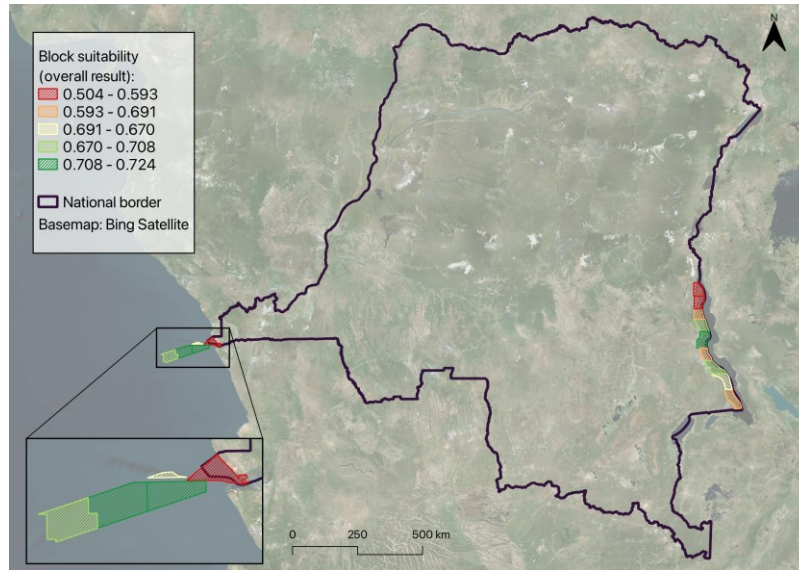 Block suitability
(overall result):
0.504 - 0.593
0.593 - 0.691
0.691 - 0.670
0.670 - 0.708
0.708 - 0.724
National border
Basemap: Bing Satellite
N
0 250 500 km